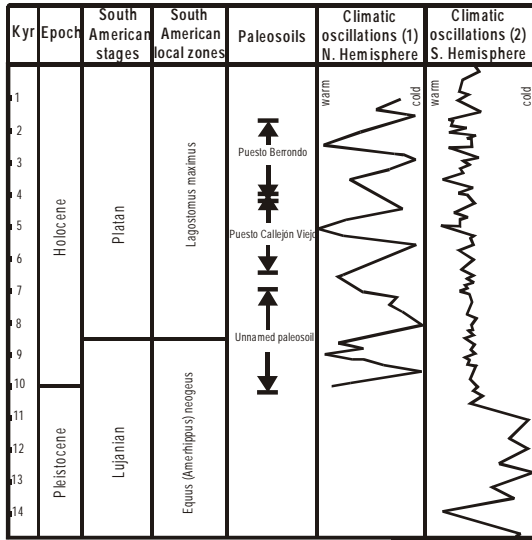 Kyr
Epoch
South
American
stages
South
American
local zones
Paleosoils
Climatic
oscillations (1)
N. Hemisphere
Climatic
oscillations (2)
S. Hemisphere
warm
cold
warm
cold
1
2
3
4
5
6
7
8
9
10
11
12
13
14
Holocene
Pleistocene
Platan
Lujanian
Lagostomus maximus
Equus (Amerhippus) neogeus
Puesto Berrondo
Puesto Callejón Viejo
Unnamed paleosoil